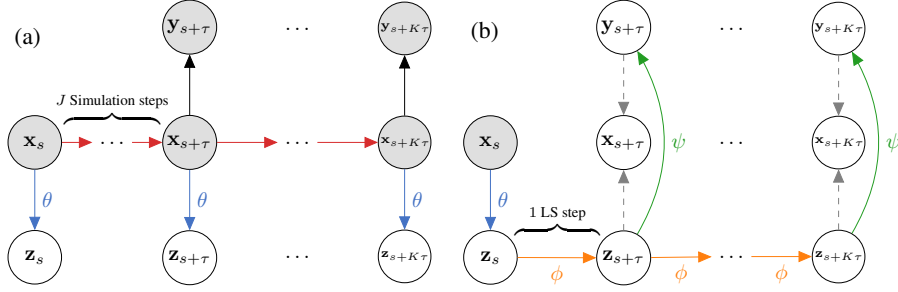 (a)
y_{s+τ} ··· y_{s+Kτ}
J Simulation steps
x_s ··· x_{s+τ} ··· x_{s+Kτ}
θ θ θ
z_s z_{s+τ} ··· z_{s+Kτ}
(b)
y_{s+τ} ··· y_{s+Kτ}
x_s x_{s+τ} ψ ··· x_{s+Kτ} ψ
θ
1 LS step
z_s z_{s+τ} ··· z_{s+Kτ}
ϕ ϕ ϕ